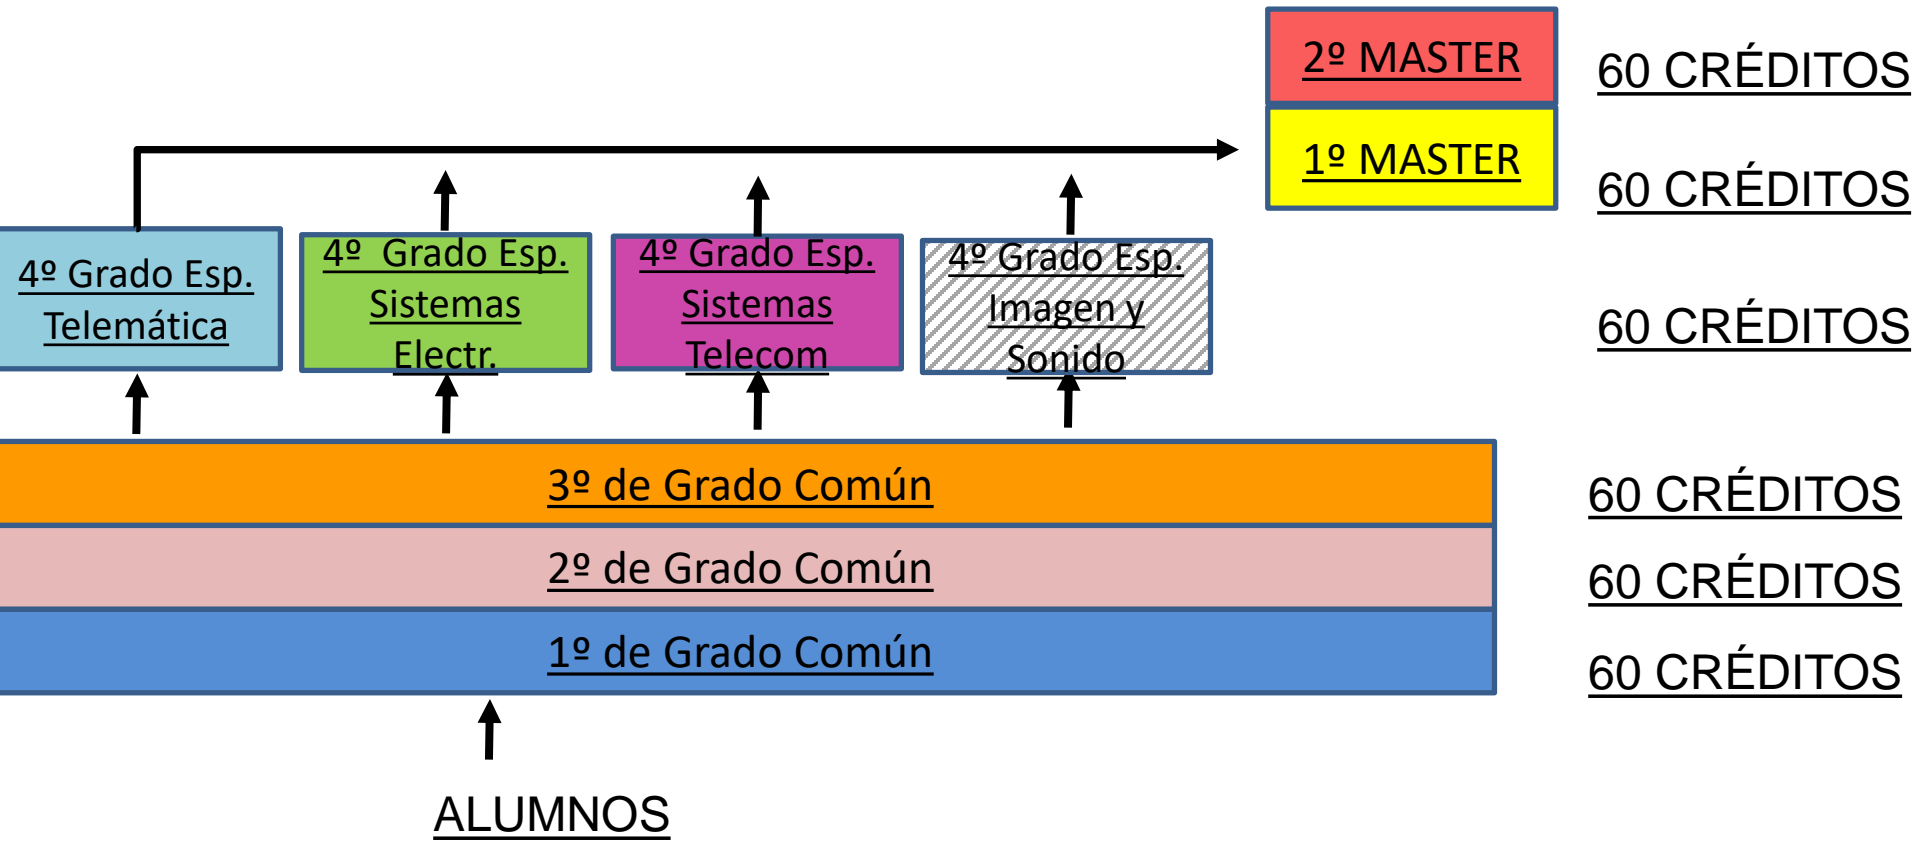 2º MASTER
60 CRÉDITOS
1º MASTER
60 CRÉDITOS
4º Grado Esp.
Telemática
4º Grado Esp.
Sistemas
Electr.
4º Grado Esp.
Sistemas
Telecom
4º Grado Esp.
Imagen y
Sonido
60 CRÉDITOS
3º de Grado Común
60 CRÉDITOS
2º de Grado Común
60 CRÉDITOS
1º de Grado Común
60 CRÉDITOS
ALUMNOS